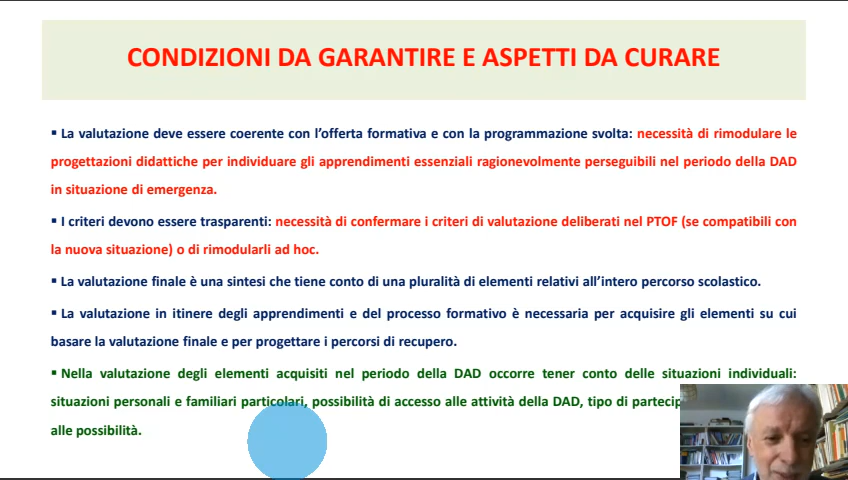 CONDIZIONI DA GARANTIRE E ASPETTI DA CURARE
▪ La valutazione deve essere coerente con l’offerta formativa e con la programmazione svolta: necessità di rimodulare le
progettazioni didattiche per individuare gli apprendimenti essenziali ragionevolmente perseguibili nel periodo della DAD
in situazione di emergenza.
▪ I criteri devono essere trasparenti: necessità di confermare i criteri di valutazione deliberati nel PTOF (se compatibili con
la nuova situazione) o di rimodularli ad hoc.
▪ La valutazione finale è una sintesi che tiene conto di una pluralità di elementi relativi all’intero percorso scolastico.
▪ La valutazione in itinere degli apprendimenti e del processo formativo è necessaria per acquisire gli elementi su cui
basare la valutazione finale e per progettare i percorsi di recupero.
▪ Nella valutazione degli elementi acquisiti nel periodo della DAD occorre tener conto delle situazioni individuali:
situazioni personali e familiari particolari, possibilità di accesso alle attività della DAD, tipo di
alle possibilità.